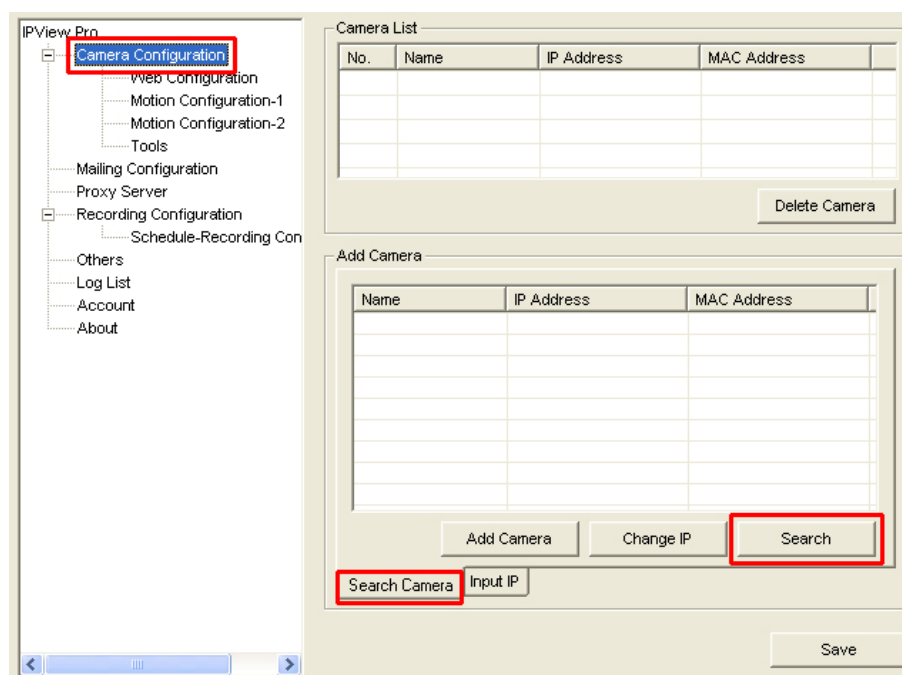 IPView Pro
Camera Configuration
Web Configuration
Motion Configuration-1
Motion Configuration-2
Tools
Mailing Configuration
Proxy Server
Recording Configuration
Schedule-Recording Con
Others
Log List
Account
About
Camera List
No. Name IP Address MAC Address
Delete Camera
Add Camera
Name IP Address MAC Address
Add Camera Change IP Search
Search Camera Input IP
Save